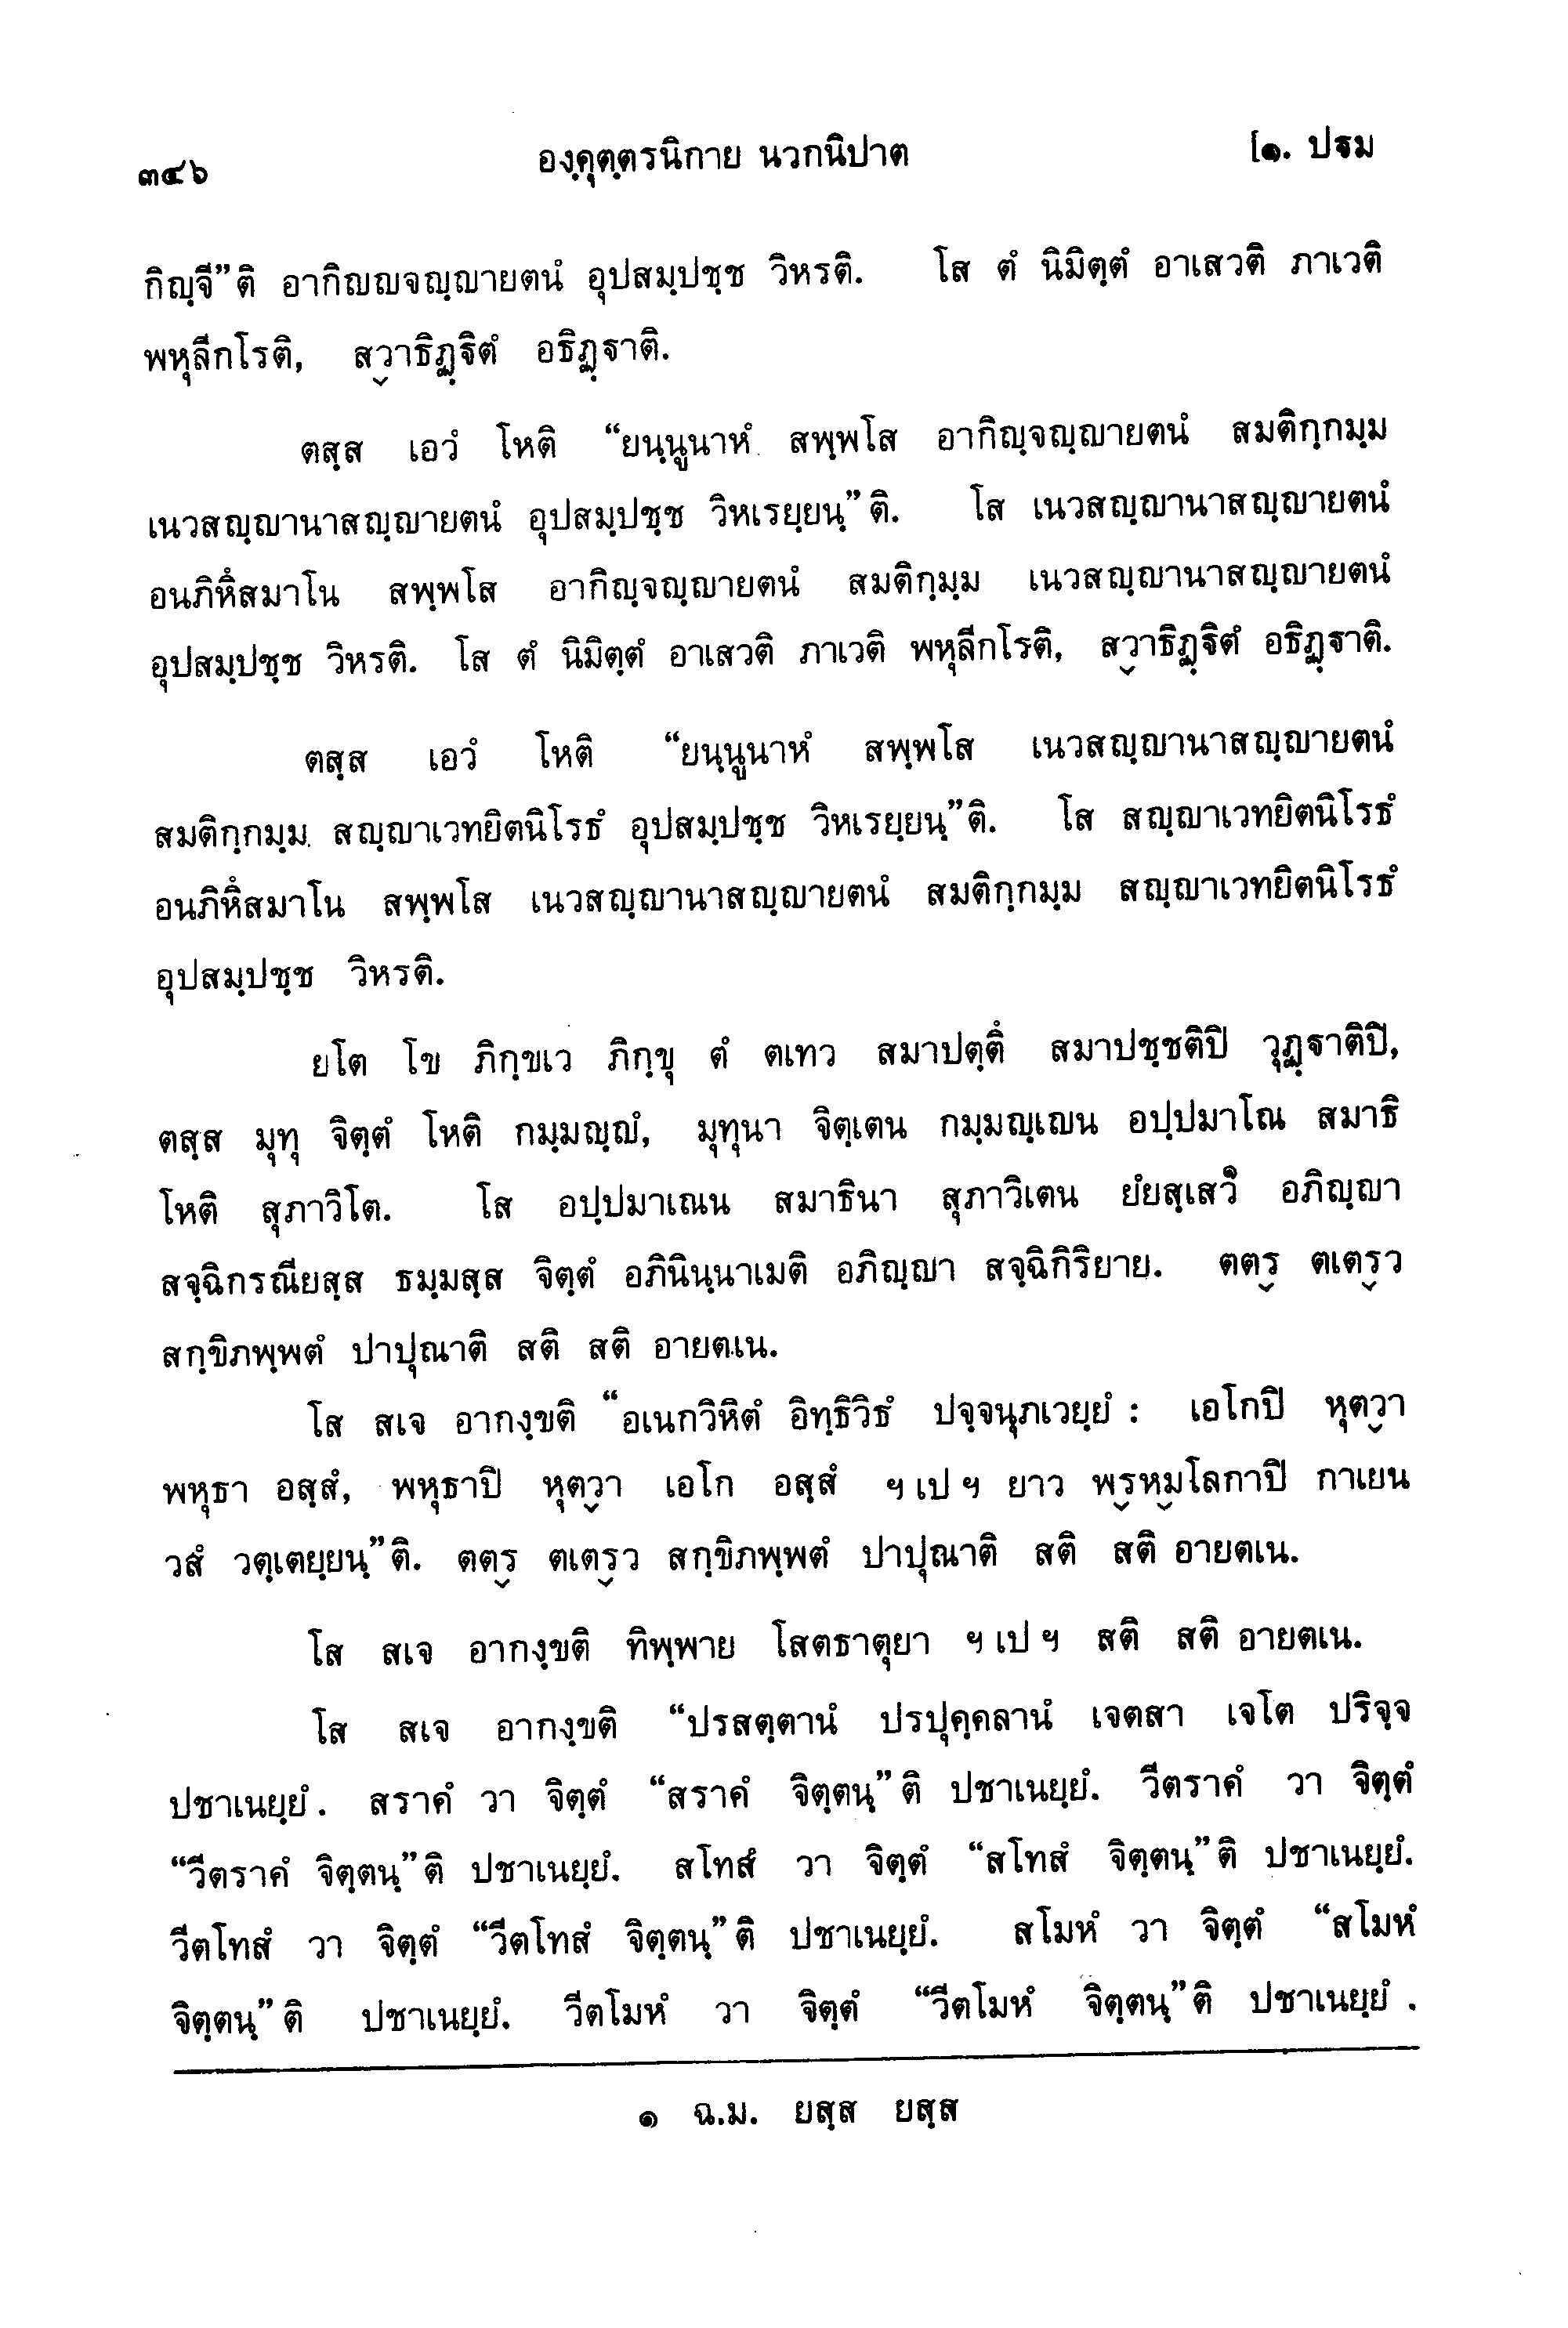 ๓๔๖ องฺคุตฺตรนิกาย นวกนิปาต [๑. ปฐม
กิญฺจี”ติ อากิญฺญจญฺญายตนํ อุปสมฺปชฺช วิหรติ. โส ตํ นิมิตฺตํ อาเสวติ ภาเวติ
พหุลีกโรติ, สฺวาธิฏฺฐิตํ อธิฏฺฐาติ.
ตสฺส เอวํ โหติ “ยนฺนูนาหํ สพฺพโส อากิญฺจญฺญายตนํ สมติกฺกมฺม
เนวสญฺญานาสญฺญายตนํ อุปสมฺปชฺช วิหเรยฺยนฺ”ติ. โส เนวสญฺญานาสญฺญายตนํ
อนภิหึสมาโน สพฺพโส อากิญฺจญฺญายตนํ สมติกฺมฺม เนวสญฺญานาสญฺญายตนํ
อุปสมฺปชฺช วิหรติ. โส ตํ นิมิตฺตํ อาเสวติ ภาเวติ พหุลีกโรติ, สฺวาธิฏฺฐิตํ อธิฏฺฐาติ.
ตสฺส เอวํ โหติ “ยนฺนูนาหํ สพฺพโส เนวสญฺญานาสญฺญายตนํ
สมติกฺกมฺม สญฺญาเวทยิตนิโรธํ อุปสมฺปชฺช วิหเรยฺยนฺ”ติ. โส สญฺญาเวทยิตนิโรธํ
อนภิหึสมาโน สพฺพโส เนวสญฺญานาสญฺญายตนํ สมติกฺกมฺม สญฺญาเวทยิตนิโรธํ
อุปสมฺปชฺช วิหรติ.
ยโต โข ภิกฺขเว ภิกฺขุ ตํ ตเทว สมาปตฺตึ สมาปชฺชติปิ วุฏฺฐาติปิ,
ตสฺส มุทุ จิตฺตํ โหติ กมฺมญฺญํ, มุทุนา จิตฺเตน กมฺมญฺเญน อปฺปมาโณ สมาธิ
โหติ สุภาวิโต. โส อปฺปมาเณน สมาธินา สุภาวิเตน ยํยสฺเสว๑ อภิญฺญา
สจฺฉิกรณียสฺส ธมฺมสฺส จิตฺตํ อภินินฺนาเมติ อภิญฺญา สจฺฉิกิริยาย. ตตฺร ตเตฺรว
สกฺขิภพฺพตํ ปาปุณาติ สติ สติ อายตเน.
โส สเจ อากงฺขติ “อเนกวิหิตํ อิทฺธิวิธํ ปจฺจนุภเวยฺยํ : เอโกปิ หุตฺวา
พหุธา อสฺสํ, พหุธาปิ หุตฺวา เอโก อสฺสํ ฯ เป ฯ ยาว พฺรหฺมโลกาปิ กาเยน
วสํ วตฺเตยฺยนฺ”ติ. ตตฺร ตเตฺรว สกฺขิภพฺพตํ ปาปุณาติ สติ สติ อายตเน.
โส สเจ อากงฺขติ ทิพฺพาย โสตธาตุยา ฯ เป ฯ สติ สติ อายตเน.
โส สเจ อากงฺขติ “ปรสตฺตานํ ปรปุคฺคลานํ เจตสา เจโต ปริจฺจ
ปชาเนยฺยํ. สราคํ วา จิตฺตํ “สราคํ จิตฺตนฺ”ติ ปชาเนยฺยํ. วีตราคํ วา จิตฺตํ
“วีตราคํ จิตฺตนฺ”ติ ปชาเนยฺยํ. สโทสํ วา จิตฺตํ “สโทสํ จิตฺตนฺ”ติ ปชาเนยฺยํ.
วีตโทสํ วา จิตฺตํ “วีตโทสํ จิตฺตนฺ”ติ ปชาเนยฺยํ. สโมหํ วา จิตฺตํ “สโมหํ
จิตฺตนฺ”ติ ปชาเนยฺยํ. วีตโมหํ วา จิตฺตํ “วีตโมหํ จิตฺตนฺ”ติ ปชาเนยฺยํ .
๑ ฉ.ม. ยสฺส ยสฺส